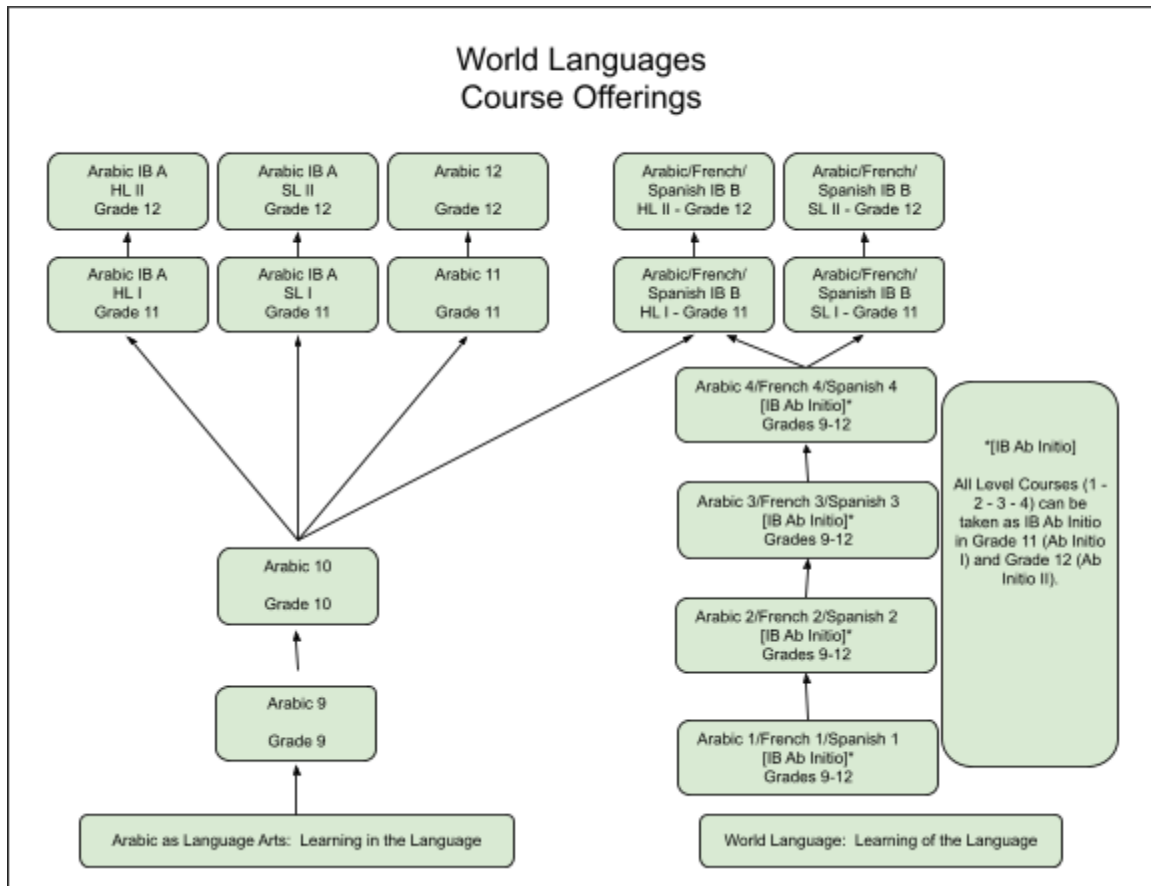 World Languages
Course Offerings
Arabic IB A
HL II
Grade 12
Arabic IB A
SL II
Grade 12
Arabic 12
Grade 12
Arabic/French/
Spanish IB B
HL II - Grade 12
Arabic/French/
Spanish IB B
SL II - Grade 12
Arabic IB A
HL I
Grade 11
Arabic IB A
SL I
Grade 11
Arabic 11
Grade 11
Arabic/French/
Spanish IB B
HL I - Grade 11
Arabic/French/
Spanish IB B
SL I - Grade 11
Arabic 4/French 4/Spanish 4
[IB Ab Initio]*
Grades 9-12
Arabic 3/French 3/Spanish 3
[IB Ab Initio]*
Grades 9-12
Arabic 2/French 2/Spanish 2
[IB Ab Initio]*
Grades 9-12
Arabic 1/French 1/Spanish 1
[IB Ab Initio]*
Grades 9-12
*[IB Ab Initio]
All Level Courses (1 -
2 - 3 - 4) can be
taken as IB Ab Initio
in Grade 11 (Ab Initio
I) and Grade 12 (Ab
Initio II).
Arabic 10
Grade 10
Arabic 9
Grade 9
Arabic as Language Arts: Learning in the Language
World Language: Learning of the Language